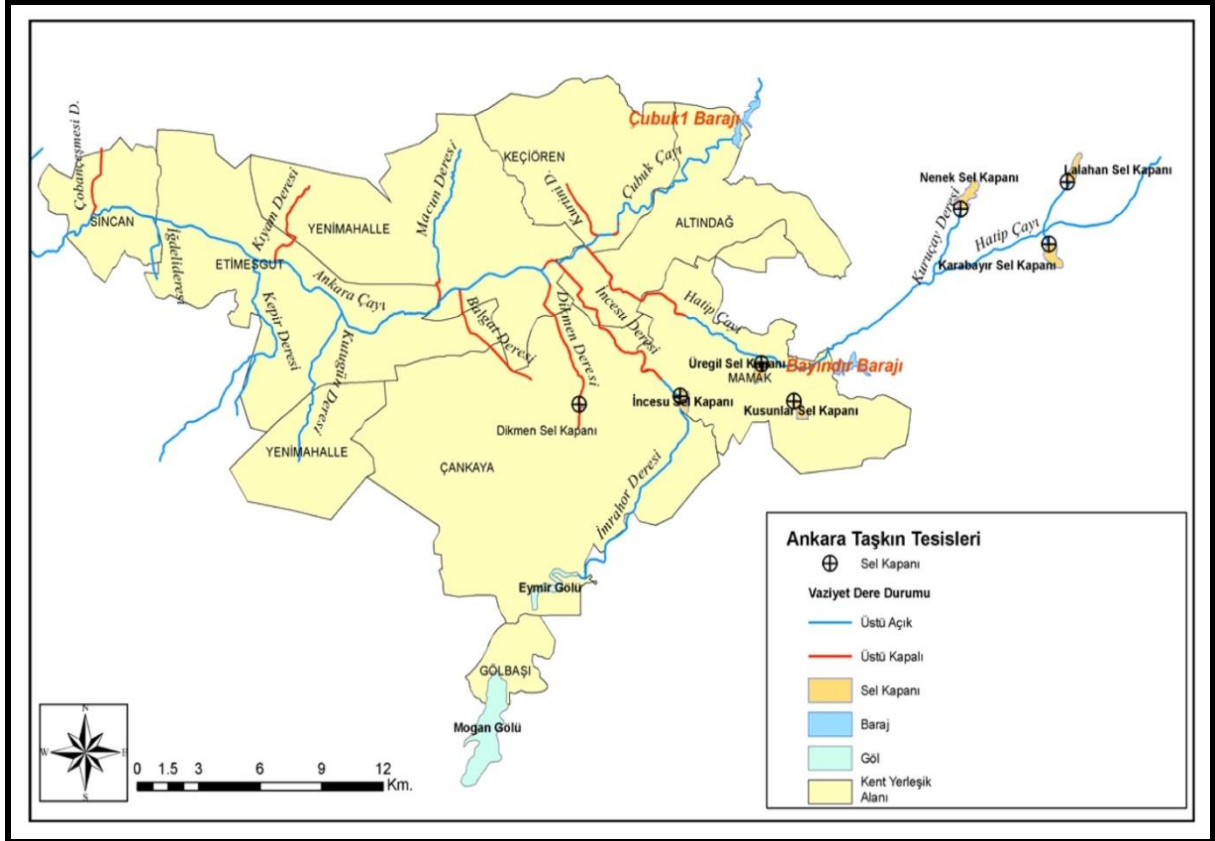 Çubuk1 Barajı
KEÇİÖREN
Çobançeşmesi D.
Macun Deresi
Çubuk Çayı
Kuruni D.
Lalahan Sel Kapanı
Nenek Sel Kapanı
Kuruçay Deresi
SİNCAN
Kıyam Deresi
YENİMAHALLE
ALTINDAĞ
Hatip Çayı
İğdelideresi
ETİMESGUT
Karabayır Sel Kapanı
Ankara Çayı
Kepir Deresi
Balgat Deresi
Dikmen Deresi
İncesu Deresi
Hatip Çayı
Kutugün Deresi
Üregil Sel Kapanı
Bayındır Barajı
MAMAK
İncesu Sel Kapanı
Kusunlar Sel Kapanı
Dikmen Sel Kapanı
YENİMAHALLE
ÇANKAYA
İmrahor Deresi
Eymir Gölü
GÖLBAŞI
Mogan Gölü
N
W
E
S
0 1.5 3 6 9 12
Km.
Ankara Taşkın Tesisleri
Sel Kapanı
Vaziyet Dere Durumu
Üstü Açık
Üstü Kapalı
Sel Kapanı
Baraj
Göl
Kent Yerleşik
Alanı